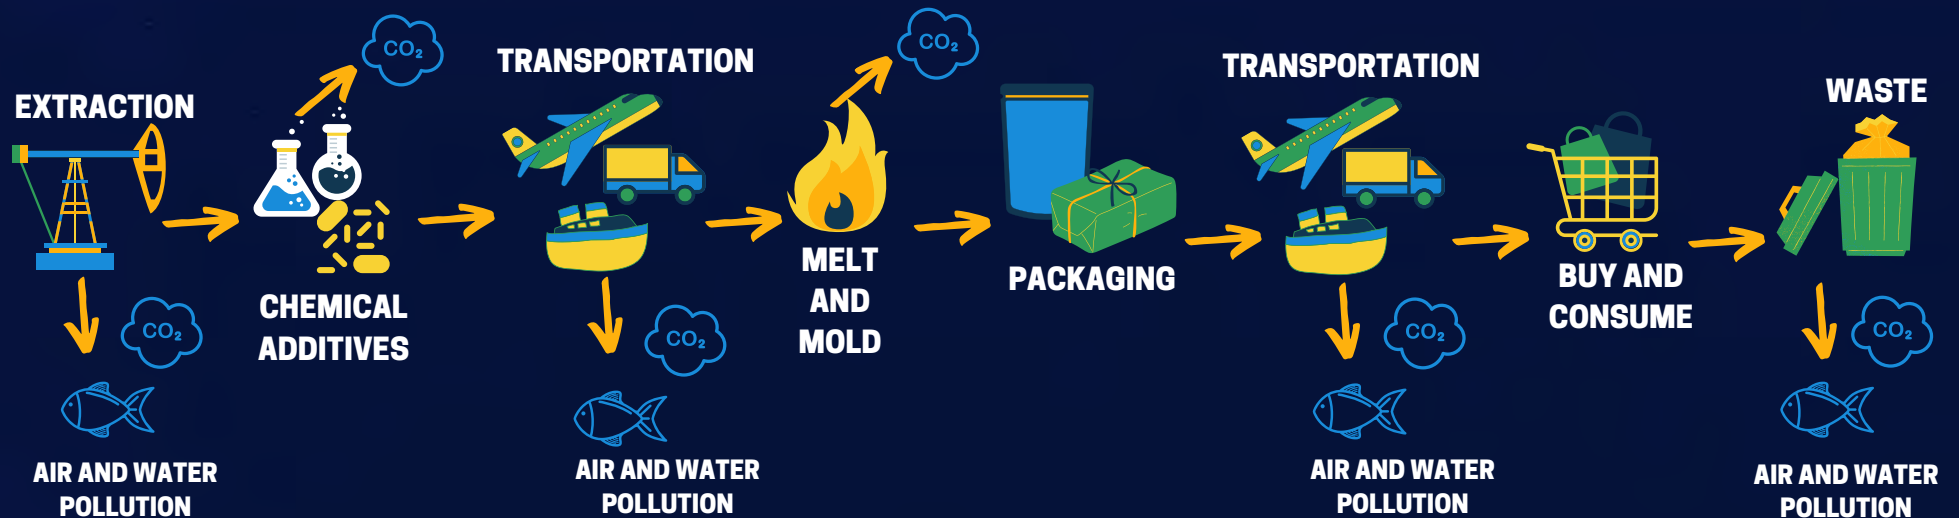 EXTRACTION
CO₂
AIR AND WATER
POLLUTION
CO₂
CHEMICAL
ADDITIVES
TRANSPORTATION
CO₂
AIR AND WATER
POLLUTION
CO₂
MELT
AND
MOLD
PACKAGING
TRANSPORTATION
CO₂
AIR AND WATER
POLLUTION
BUY AND
CONSUME
WASTE
CO₂
AIR AND WATER
POLLUTION